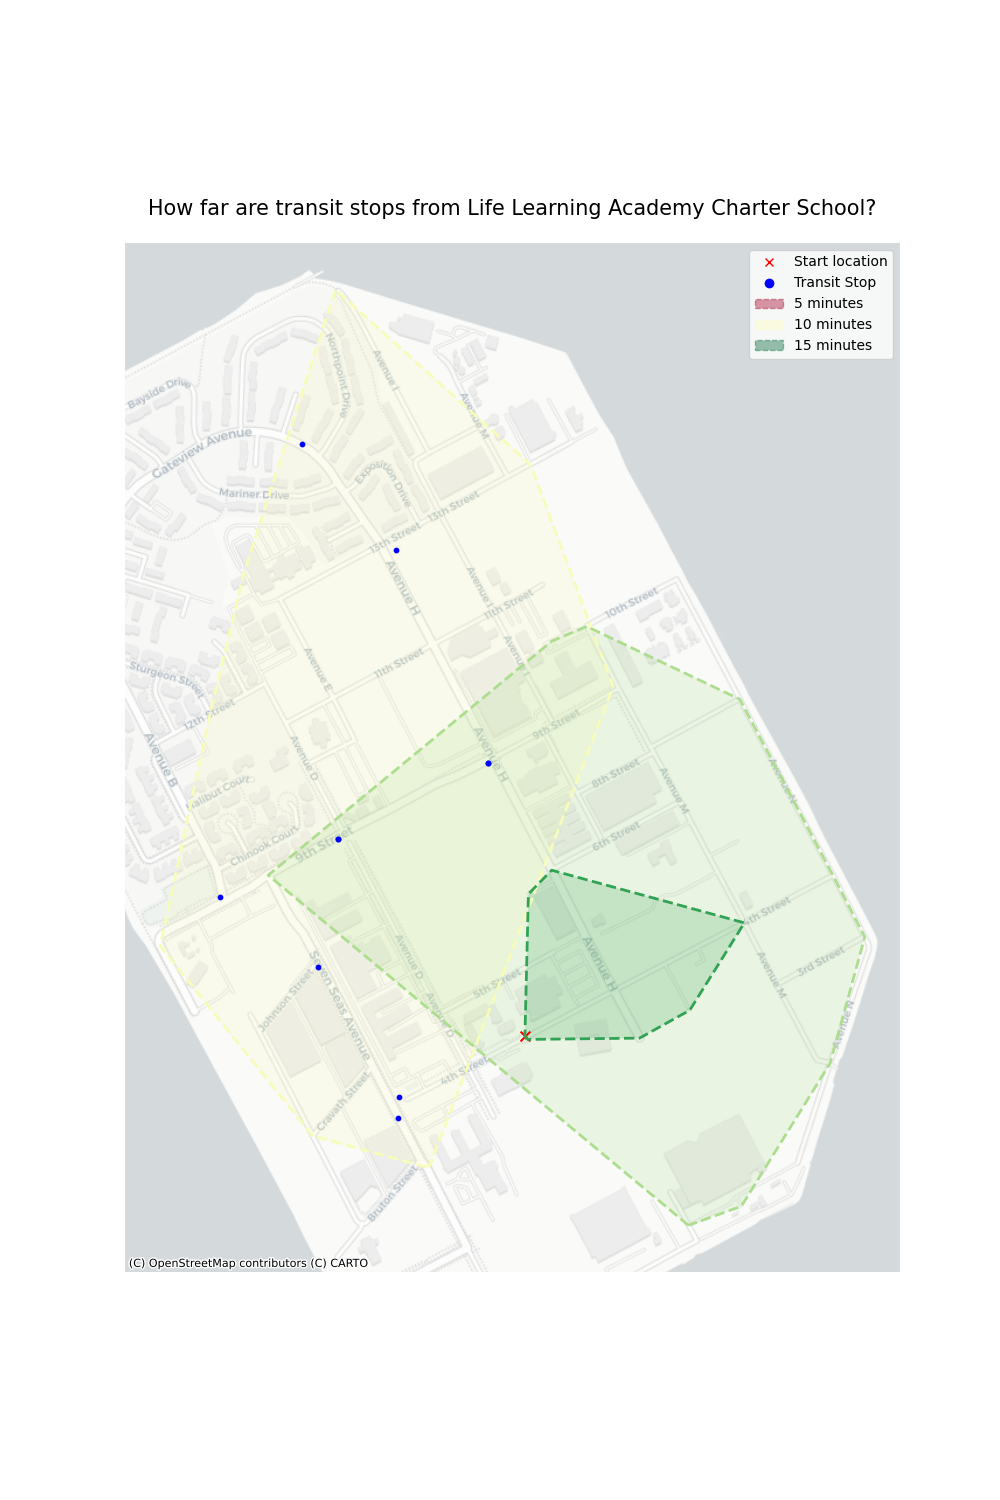 How far are transit stops from Life Learning Academy Charter School?
Start location
Transit Stop
5 minutes
10 minutes
15 minutes
Northpoint Drive
Avenue I
Bayside Drive
Avenue M
Gateview Avenue
Exposition Drive
Mariner Drive
13th Street
13th Street
Avenue H
Avenue I
11th Street
10th Street
Avenue I
11th Street
Avenue E
Sturgeon Street
12th Street
9th Street
Avenue H
Avenue B
Avenue D
8th Street
Avenue M
Avenue N
Malibut Court
6th Street
Chinook Court
9th Street
4th Street
Avenue D
Avenue H
3rd Street
Seven Seas Avenue
5th Street
Avenue M
Johnson Street
Avenue D
Avenue N
4th Street
Cravath Street
Bruton Street
(C) OpenStreetMap contributors (C) CARTO